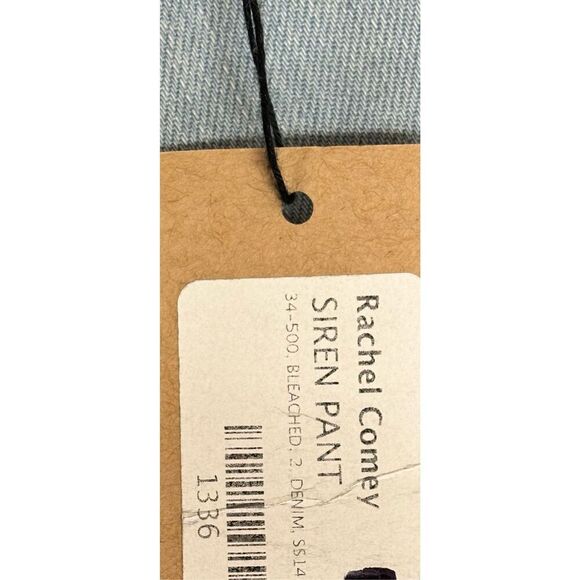 Rachel Comey
SIREN PANT
34-500, BLEACHED, 2, DENIM, SS14
1336